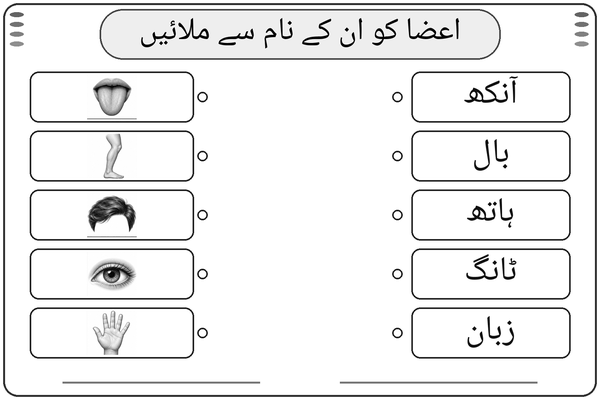 اعضا کو ان کے نام سے ملائیں
آنکھ
بال
ہاتھ
ٹانگ
زبان